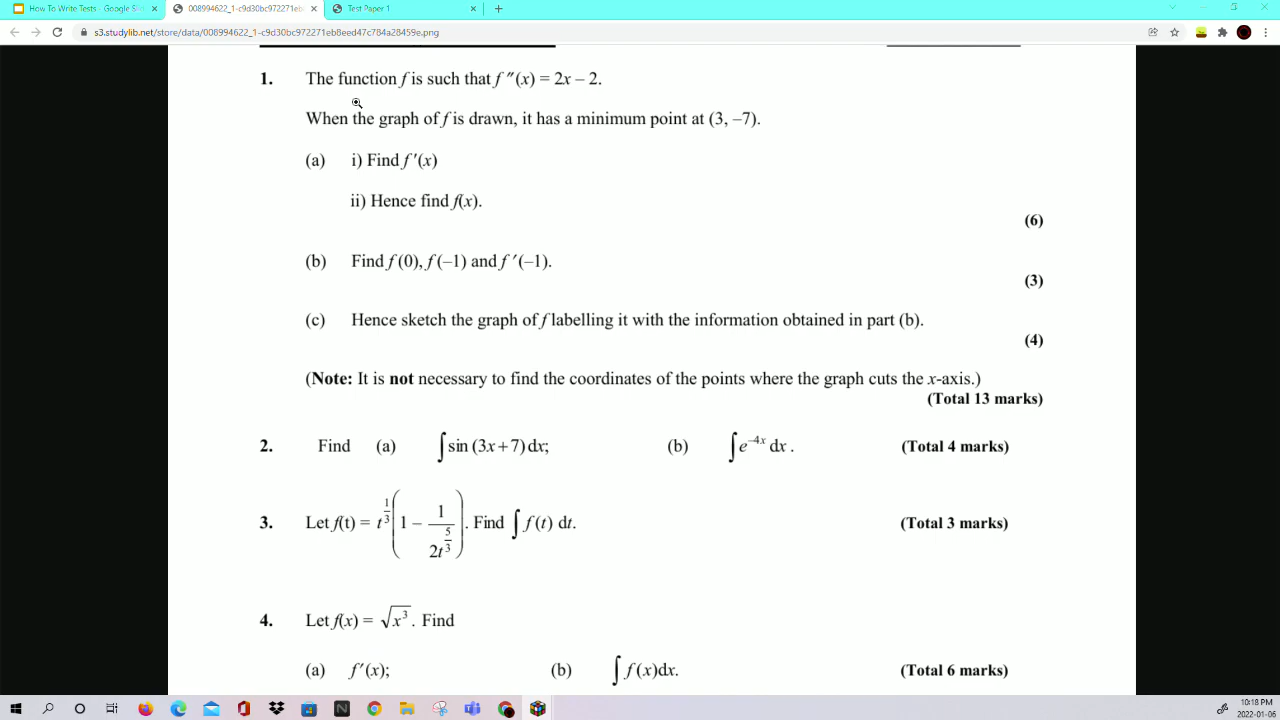 How To Write Tests - Google Sli
008994622_1-c9d30bc972271eb8
Test Paper 1
s3.studylib.net/store/data/008994622_1-c9d30bc972271eb8eed47c784a28459e.png
1. The function f is such that f ″(x) = 2x – 2.
When the graph of f is drawn, it has a minimum point at (3, –7).
(a) i) Find f ′(x)
ii) Hence find f(x).
(6)
(b) Find f (0), f (–1) and f ′(–1).
(3)
(c) Hence sketch the graph of f labelling it with the information obtained in part (b).
(4)
(Note: It is not necessary to find the coordinates of the points where the graph cuts the x-axis.)
(Total 13 marks)
2. Find (a) ∫ sin (3x + 7) dx; (b) ∫ e^{–4x} dx . (Total 4 marks)
3. Let f(t) = t^{1/3} (1 – 1/(2t^{5/3})). Find ∫ f (t) dt. (Total 3 marks)
4. Let f(x) = √(x^3). Find
(a) f ′(x); (b) ∫ f (x)dx. (Total 6 marks)
10:18 PM
2022-01-06